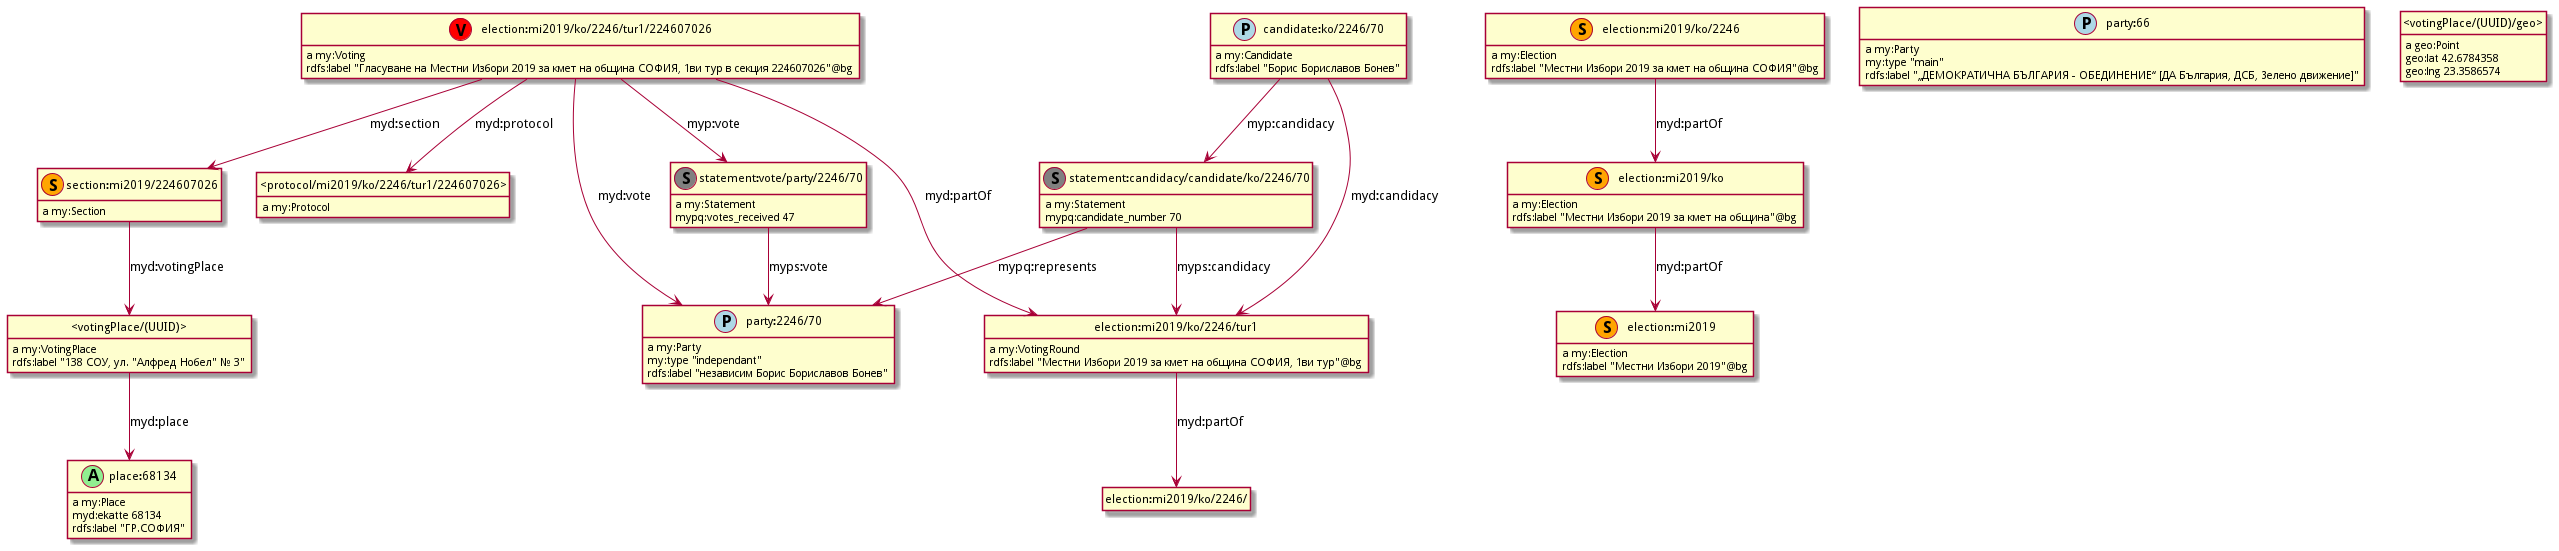 V election:mi2019/ko/2246/tur1/224607026
a my:Voting
rdfs:label "Гласуване на Местни Избори 2019 за кмет на община СОФИЯ, 1ви тур в секция 224607026"@bg
P candidate:ko/2246/70
a my:Candidate
rdfs:label "Борис Бориславов Бонев"
S election:mi2019/ko/2246
a my:Election
rdfs:label "Местни Избори 2019 за кмет на община СОФИЯ"@bg
P party:66
a my:Party
my:type "main"
rdfs:label "„ДЕМОКРАТИЧНА БЪЛГАРИЯ - ОБЕДИНЕНИЕ“ [ДА България, ДСБ, Зелено движение]"
<votingPlace/(UUID)/geo>
a geo:Point
geo:lat 42.6784358
geo:lng 23.3586574
myd:section
myd:protocol
myp:vote
myp:candidacy
myd:partOf
S section:mi2019/224607026
a my:Section
<protocol/mi2019/ko/2246/tur1/224607026>
a my:Protocol
myd:vote
S statement:vote/party/2246/70
a my:Statement
mypq:votes_received 47
myd:partOf
S statement:candidacy/candidate/ko/2246/70
a my:Statement
mypq:candidate_number 70
myd:candidacy
S election:mi2019/ko
a my:Election
rdfs:label "Местни Избори 2019 за кмет на община"@bg
myd:votingPlace
myps:vote
mypq:represents
myps:candidacy
myd:partOf
<votingPlace/(UUID)>
a my:VotingPlace
rdfs:label "138 СОУ, ул. "Алфред Нобел" № 3"
P party:2246/70
a my:Party
my:type "independant"
rdfs:label "независим Борис Бориславов Бонев"
election:mi2019/ko/2246/tur1
a my:VotingRound
rdfs:label "Местни Избори 2019 за кмет на община СОФИЯ, 1ви тур"@bg
S election:mi2019
a my:Election
rdfs:label "Местни Избори 2019"@bg
myd:place
myd:partOf
A place:68134
a my:Place
myd:ekatte 68134
rdfs:label "ГР.СОФИЯ"
election:mi2019/ko/2246/